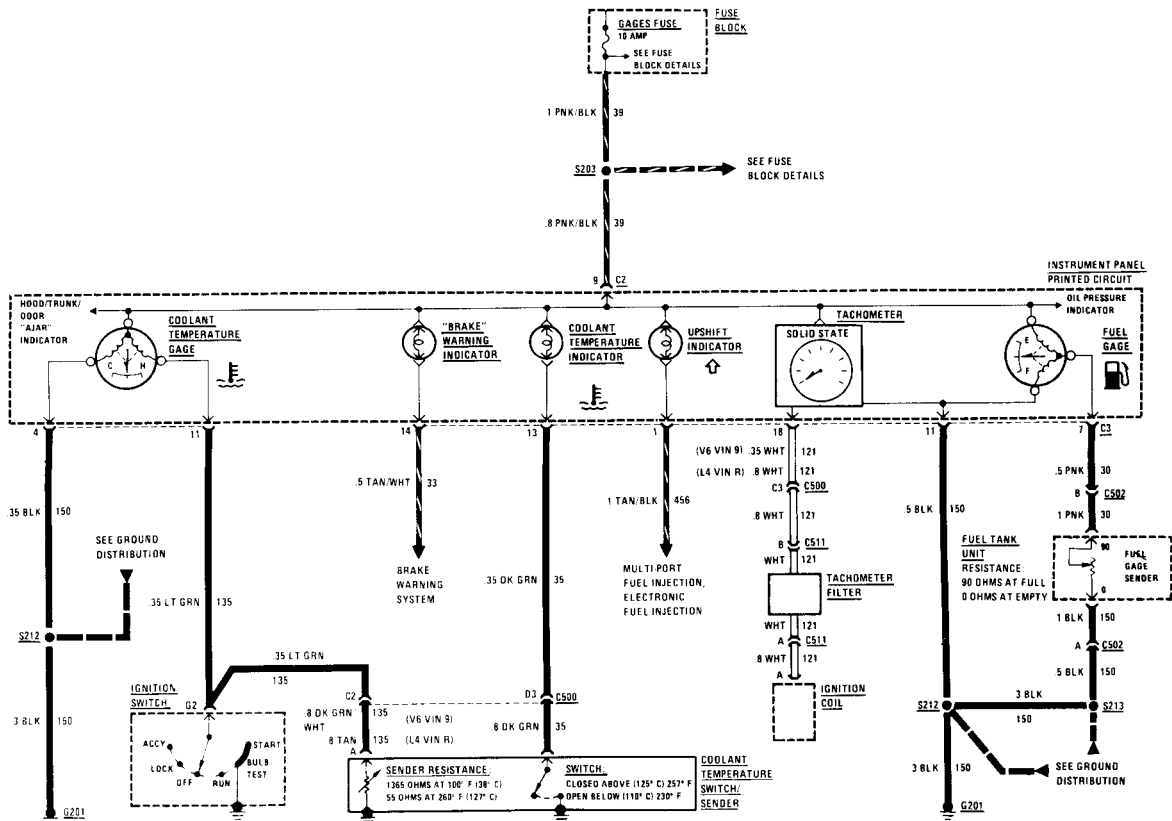 GAGES FUSE
10 AMP
SEE FUSE
BLOCK DETAILS
FUSE
BLOCK
1 PNK/BLK
39
S203
SEE FUSE
BLOCK DETAILS
.8 PNK/BLK
39
9
C2
INSTRUMENT PANEL
PRINTED CIRCUIT
HOOD/TRUNK/
DOOR
"AJAR"
INDICATOR
COOLANT
TEMPERATURE
GAGE
C
H
"BRAKE"
WARNING
INDICATOR
COOLANT
TEMPERATURE
INDICATOR
UPSHIFT
INDICATOR
TACHOMETER
SOLID STATE
OIL PRESSURE
INDICATOR
FUEL
GAGE
E
F
4
11
14
13
1
18
11
7
C3
.35 BLK
150
SEE GROUND
DISTRIBUTION
S212
3 BLK
150
G201
.35 LT GRN
135
.5 TAN/WHT
33
BRAKE
WARNING
SYSTEM
.35 DK GRN
35
1 TAN/BLK
456
MULTI-PORT
FUEL INJECTION,
ELECTRONIC
FUEL INJECTION
(V6 VIN 9) .35 WHT
121
(L4 VIN R) .8 WHT
121
C3
C500
.8 WHT
121
B
C511
WHT
121
TACHOMETER
FILTER
WHT
121
A
C511
8 WHT
121
A
IGNITION
COIL
.5 BLK
150
.5 PNK
30
B
C502
1 PNK
30
FUEL TANK
UNIT
RESISTANCE:
90 OHMS AT FULL
0 OHMS AT EMPTY
90
0
FUEL
GAGE
SENDER
1 BLK
150
A
C502
.5 BLK
150
S212
3 BLK
150
S213
3 BLK
150
SEE GROUND
DISTRIBUTION
G201
.35 LT GRN
135
IGNITION
SWITCH
G2
ACCY
LOCK
OFF
RUN
START
BULB
TEST
C2
D3
C500
.8 DK GRN
WHT
135
(V6 VIN 9)
8 TAN
135
(L4 VIN R)
A
8 DK GRN
35
SENDER RESISTANCE:
1365 OHMS AT 100° F (38° C)
55 OHMS AT 260° F (127° C)
SWITCH:
CLOSED ABOVE (125° C) 257° F
OPEN BELOW (110° C) 230° F
COOLANT
TEMPERATURE
SWITCH/
SENDER